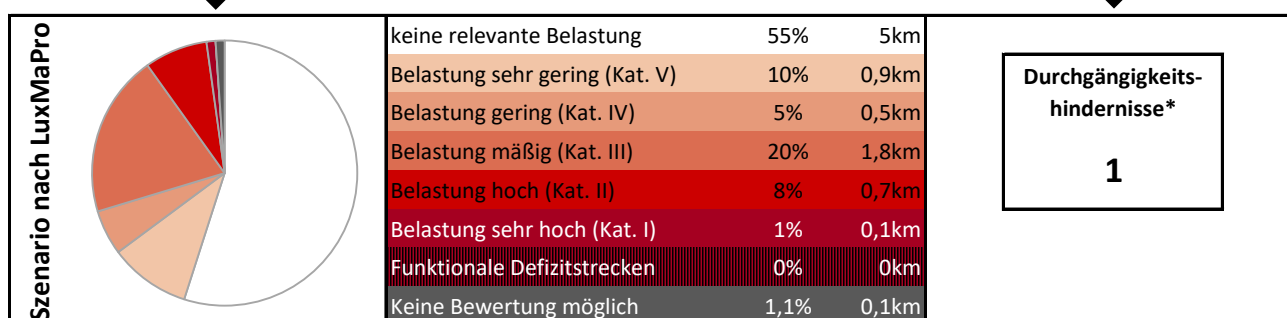 Szenario nach LuxMaPro
keine relevante Belastung 55% 5km
Belastung sehr gering (Kat. V) 10% 0,9km
Belastung gering (Kat. IV) 5% 0,5km
Belastung mäßig (Kat. III) 20% 1,8km
Belastung hoch (Kat. II) 8% 0,7km
Belastung sehr hoch (Kat. I) 1% 0,1km
Funktionale Defizitstrecken 0% 0km
Keine Bewertung möglich 1,1% 0,1km
Durchgängigkeits-
hindernisse*
1